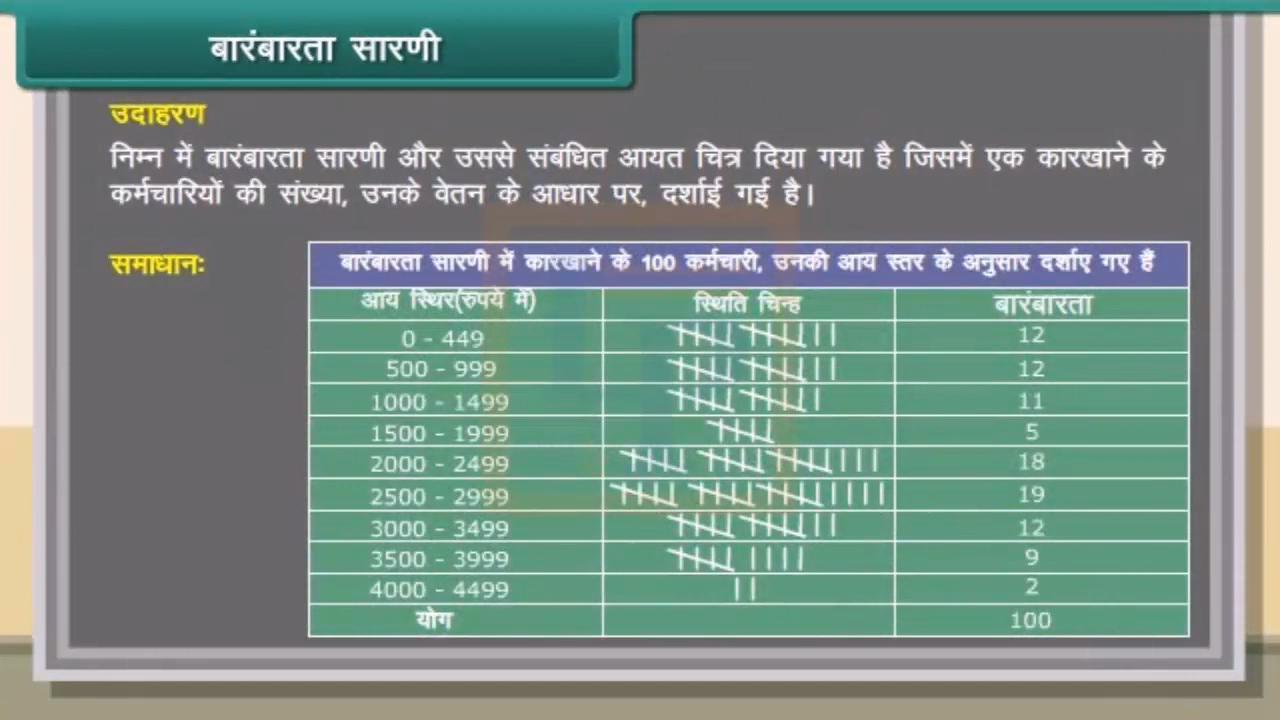 बारंबारता सारणी
उदाहरण
निम्न में बारंबारता सारणी और उससे संबंधित आयत चित्र दिया गया है जिसमें एक कारखाने के
कर्मचारियों की संख्या, उनके वेतन के आधार पर, दर्शाई गई है।
समाधानः
बारंबारता सारणी में कारखाने के 100 कर्मचारी, उनकी आय स्तर के अनुसार दर्शाए गए हैं
आय स्थिर(रुपये में) स्थिति चिन्ह बारंबारता
0 - 449 12
500 - 999 12
1000 - 1499 11
1500 - 1999 5
2000 - 2499 18
2500 - 2999 19
3000 - 3499 12
3500 - 3999 9
4000 - 4499 2
योग 100